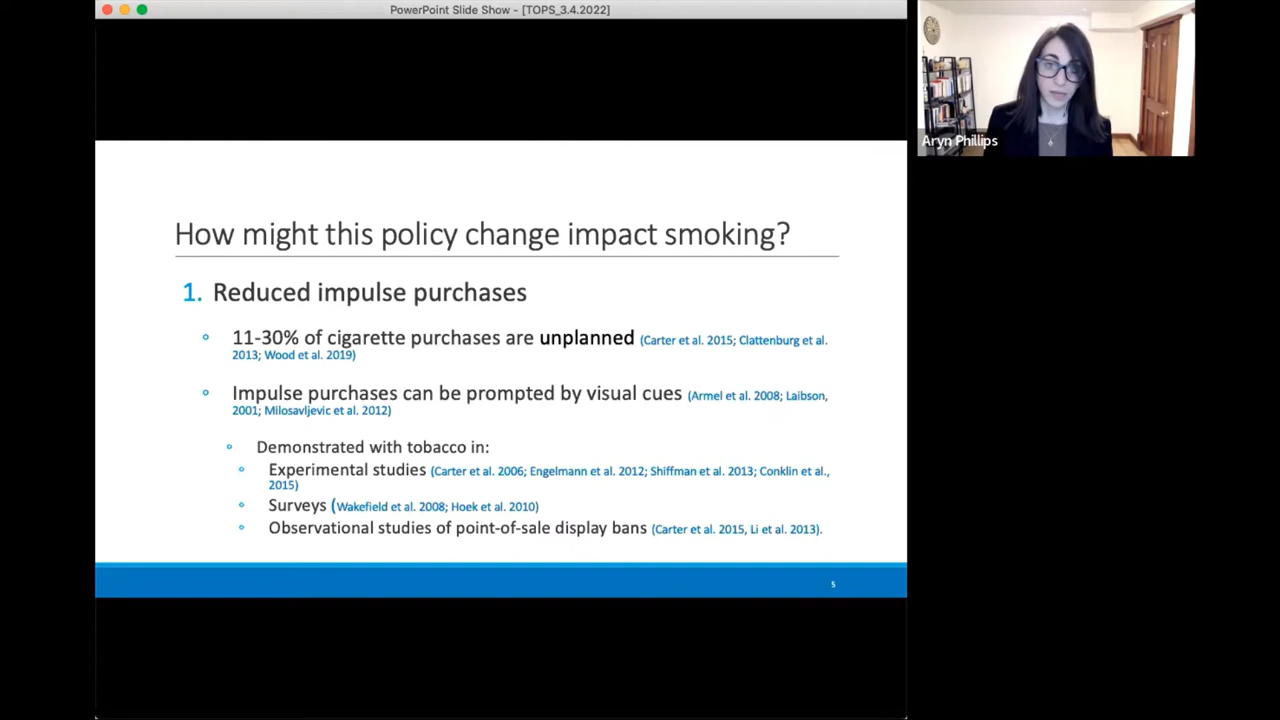 PowerPoint Slide Show - [TOPS_3.4.2022]
Aryn Phillips
How might this policy change impact smoking?
1. Reduced impulse purchases
11-30% of cigarette purchases are unplanned (Carter et al. 2015; Clattenburg et al.
2013; Wood et al. 2019)
Impulse purchases can be prompted by visual cues (Armel et al. 2008; Laibson,
2001; Milosavljevic et al. 2012)
Demonstrated with tobacco in:
Experimental studies (Carter et al. 2006; Engelmann et al. 2012; Shiffman et al. 2013; Conklin et al.,
2015)
Surveys (Wakefield et al. 2008; Hoek et al. 2010)
Observational studies of point-of-sale display bans (Carter et al. 2015, Li et al. 2013).
5